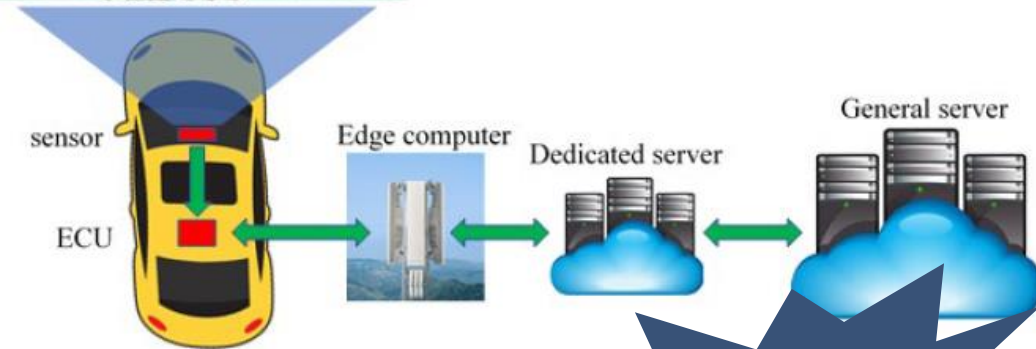 General server
Edge computer
sensor
Dedicated server
ECU